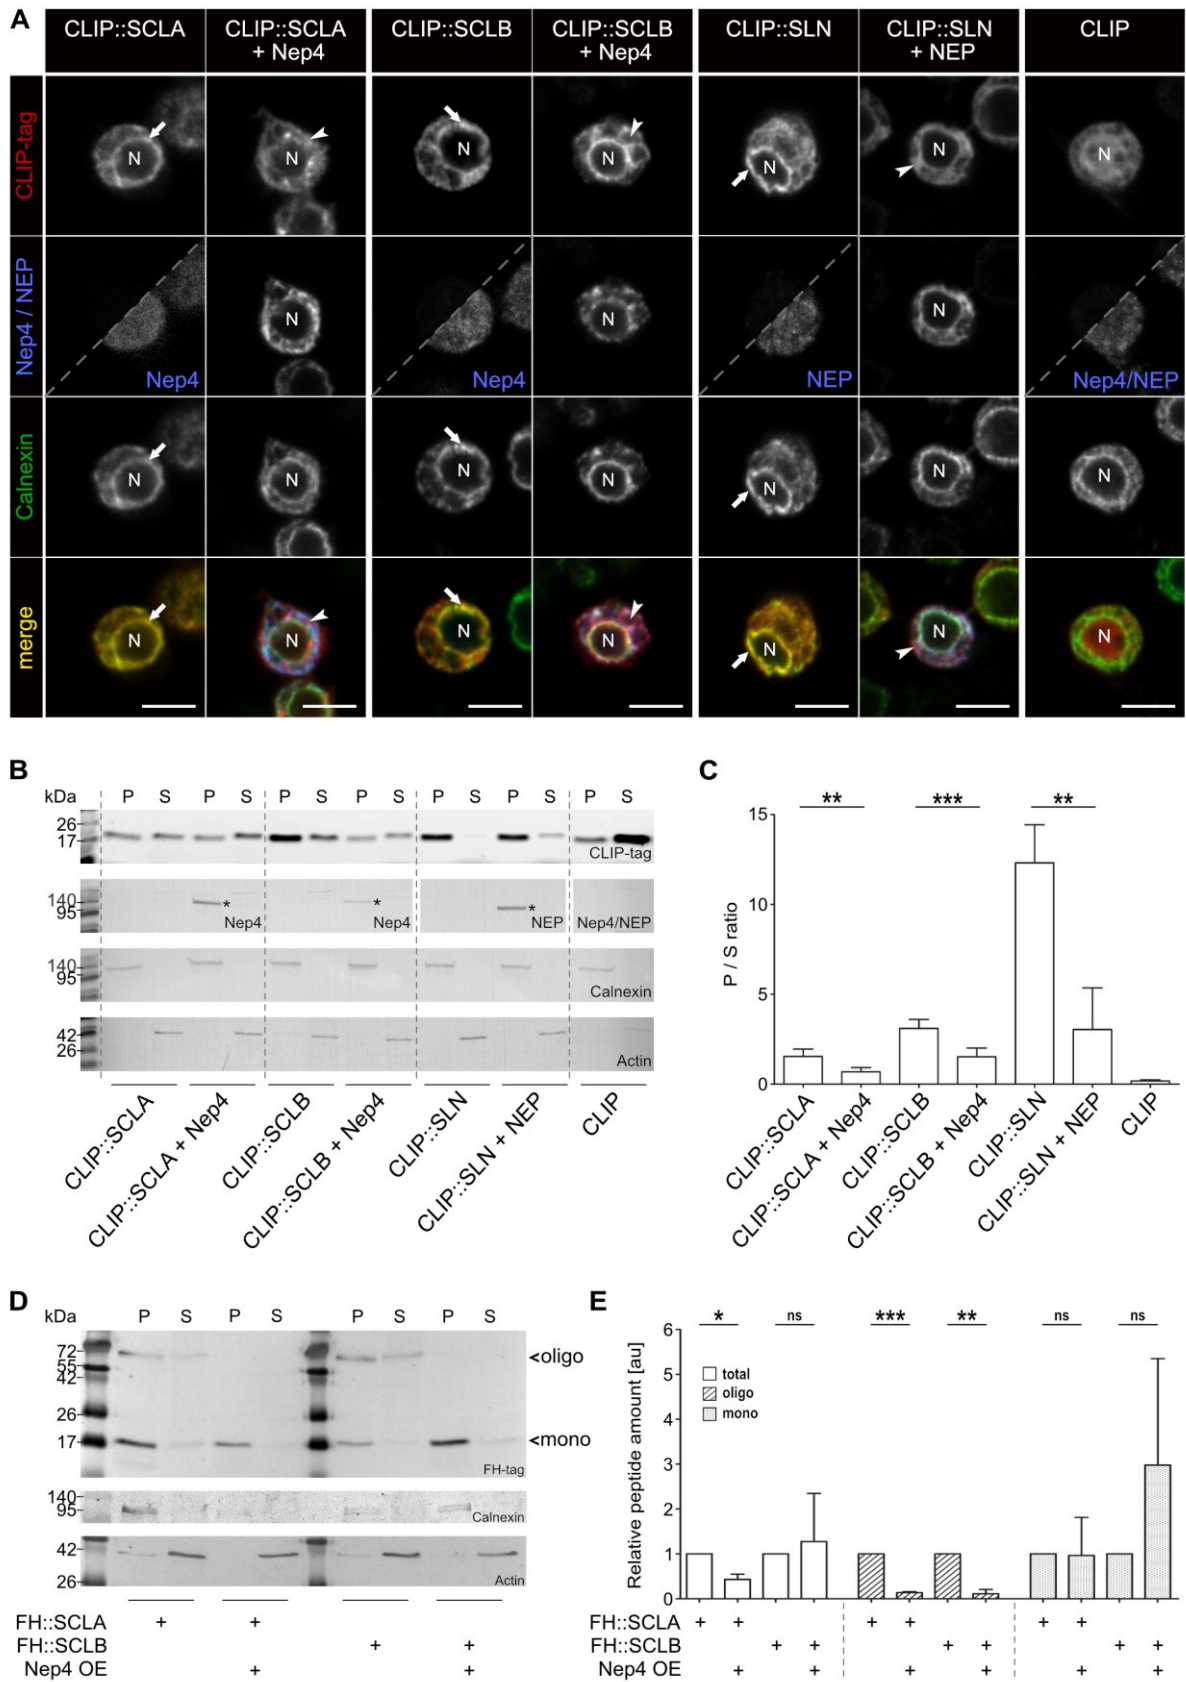 A
CLIP::SCLA
CLIP::SCLA + Nep4
CLIP::SCLB
CLIP::SCLB + Nep4
CLIP::SLN
CLIP::SLN + NEP
CLIP
CLIP-tag
N N N N N N N
Nep4 / NEP
N N N
Nep4 Nep4 NEP Nep4/NEP
Calnexin
N N N N N N N
merge
N N N N N N N
B
kDa P S P S P S P S P S P S P S
26
17
CLIP-tag
140
95
* * *
Nep4 Nep4 NEP Nep4/NEP
140
95
Calnexin
42
26
Actin
CLIP::SCLA
CLIP::SCLA + Nep4
CLIP::SCLB
CLIP::SCLB + Nep4
CLIP::SLN
CLIP::SLN + NEP
CLIP
C
** *** **
P / S ratio
15
10
5
0
CLIP::SCLA
CLIP::SCLA + Nep4
CLIP::SCLB
CLIP::SCLB + Nep4
CLIP::SLN
CLIP::SLN + NEP
CLIP
D
kDa P S P S P S P S
72
55
42
26
17
<oligo
<mono
FH-tag
140
95
Calnexin
42
26
Actin
FH::SCLA + +
FH::SCLB + +
Nep4 OE + +
E
* ns *** ** ns ns
Relative peptide amount [au]
6
5
4
3
2
1
0
total
oligo
mono
FH::SCLA + + + + + +
FH::SCLB + + + + + +
Nep4 OE + + + + + +